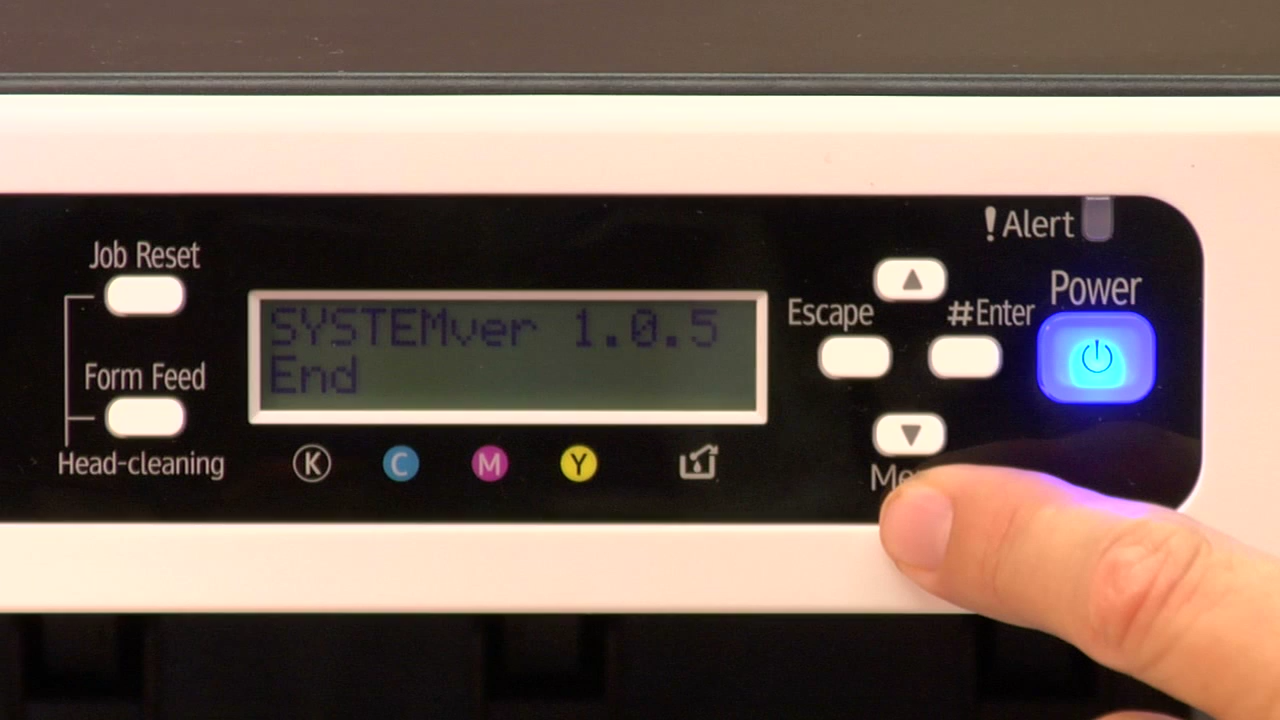 !Alert
Job Reset
Power
Escape
#Enter
SYSTEMver 1.0.5
End
Form Feed
Head-cleaning
K
C
M
Y